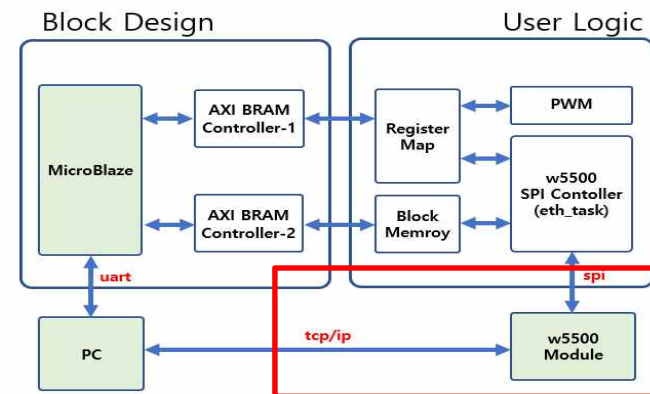 Block Design
User Logic
MicroBlaze
AXI BRAM
Controller-1
AXI BRAM
Controller-2
Register
Map
Block
Memroy
PWM
w5500
SPI Contoller
(eth_task)
uart
spi
PC
tcp/ip
w5500
Module